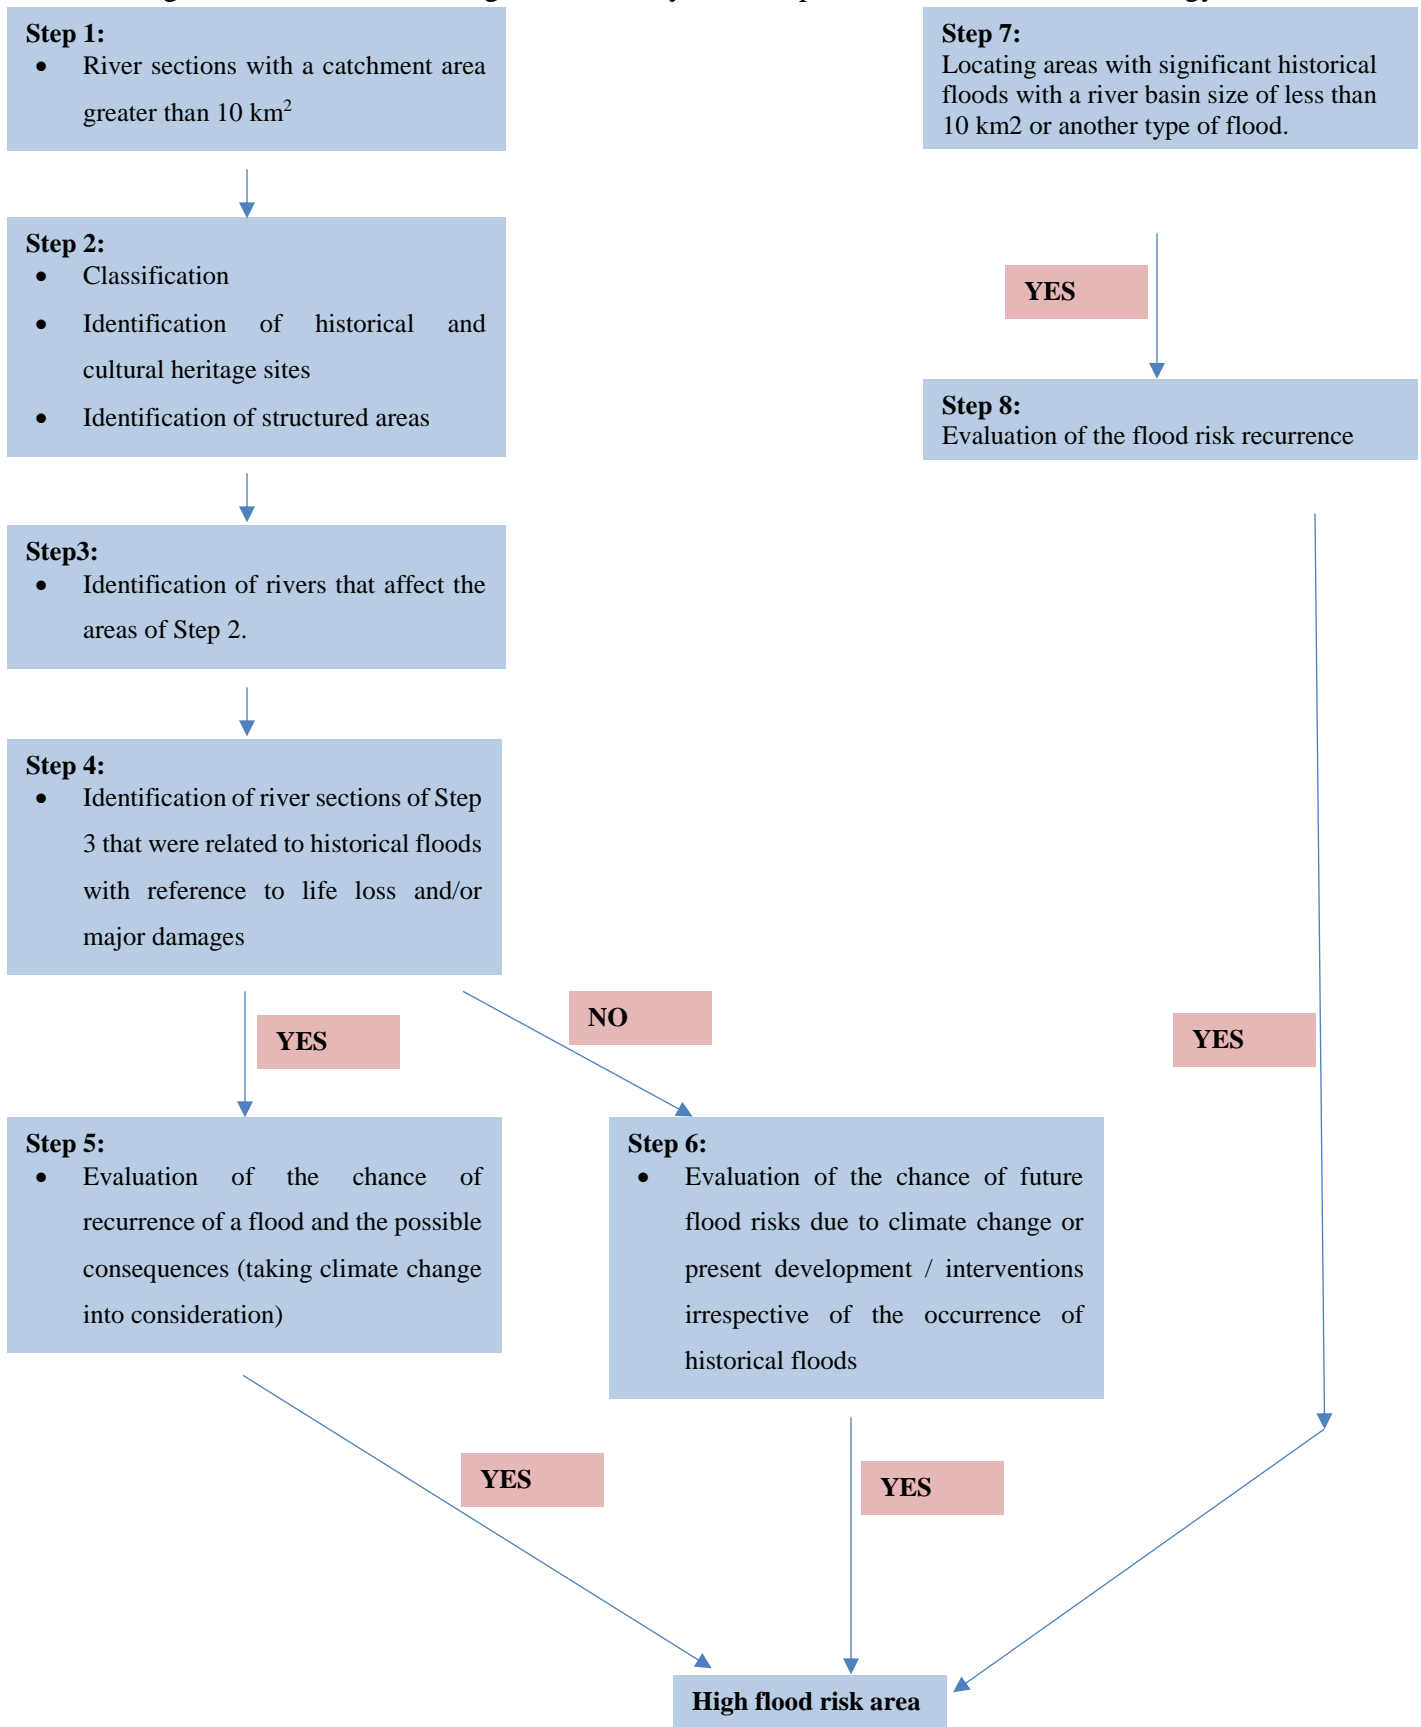 Step 1:
• River sections with a catchment area
greater than 10 km²
Step 2:
• Classification
• Identification of historical and
cultural heritage sites
• Identification of structured areas
Step3:
• Identification of rivers that affect the
areas of Step 2.
Step 4:
• Identification of river sections of Step
3 that were related to historical floods
with reference to life loss and/or
major damages
YES
NO
Step 5:
• Evaluation of the chance of
recurrence of a flood and the possible
consequences (taking climate change
into consideration)
Step 6:
• Evaluation of the chance of future
flood risks due to climate change or
present development / interventions
irrespective of the occurrence of
historical floods
YES
YES
Step 7:
Locating areas with significant historical
floods with a river basin size of less than
10 km2 or another type of flood.
YES
Step 8:
Evaluation of the flood risk recurrence
YES
High flood risk area